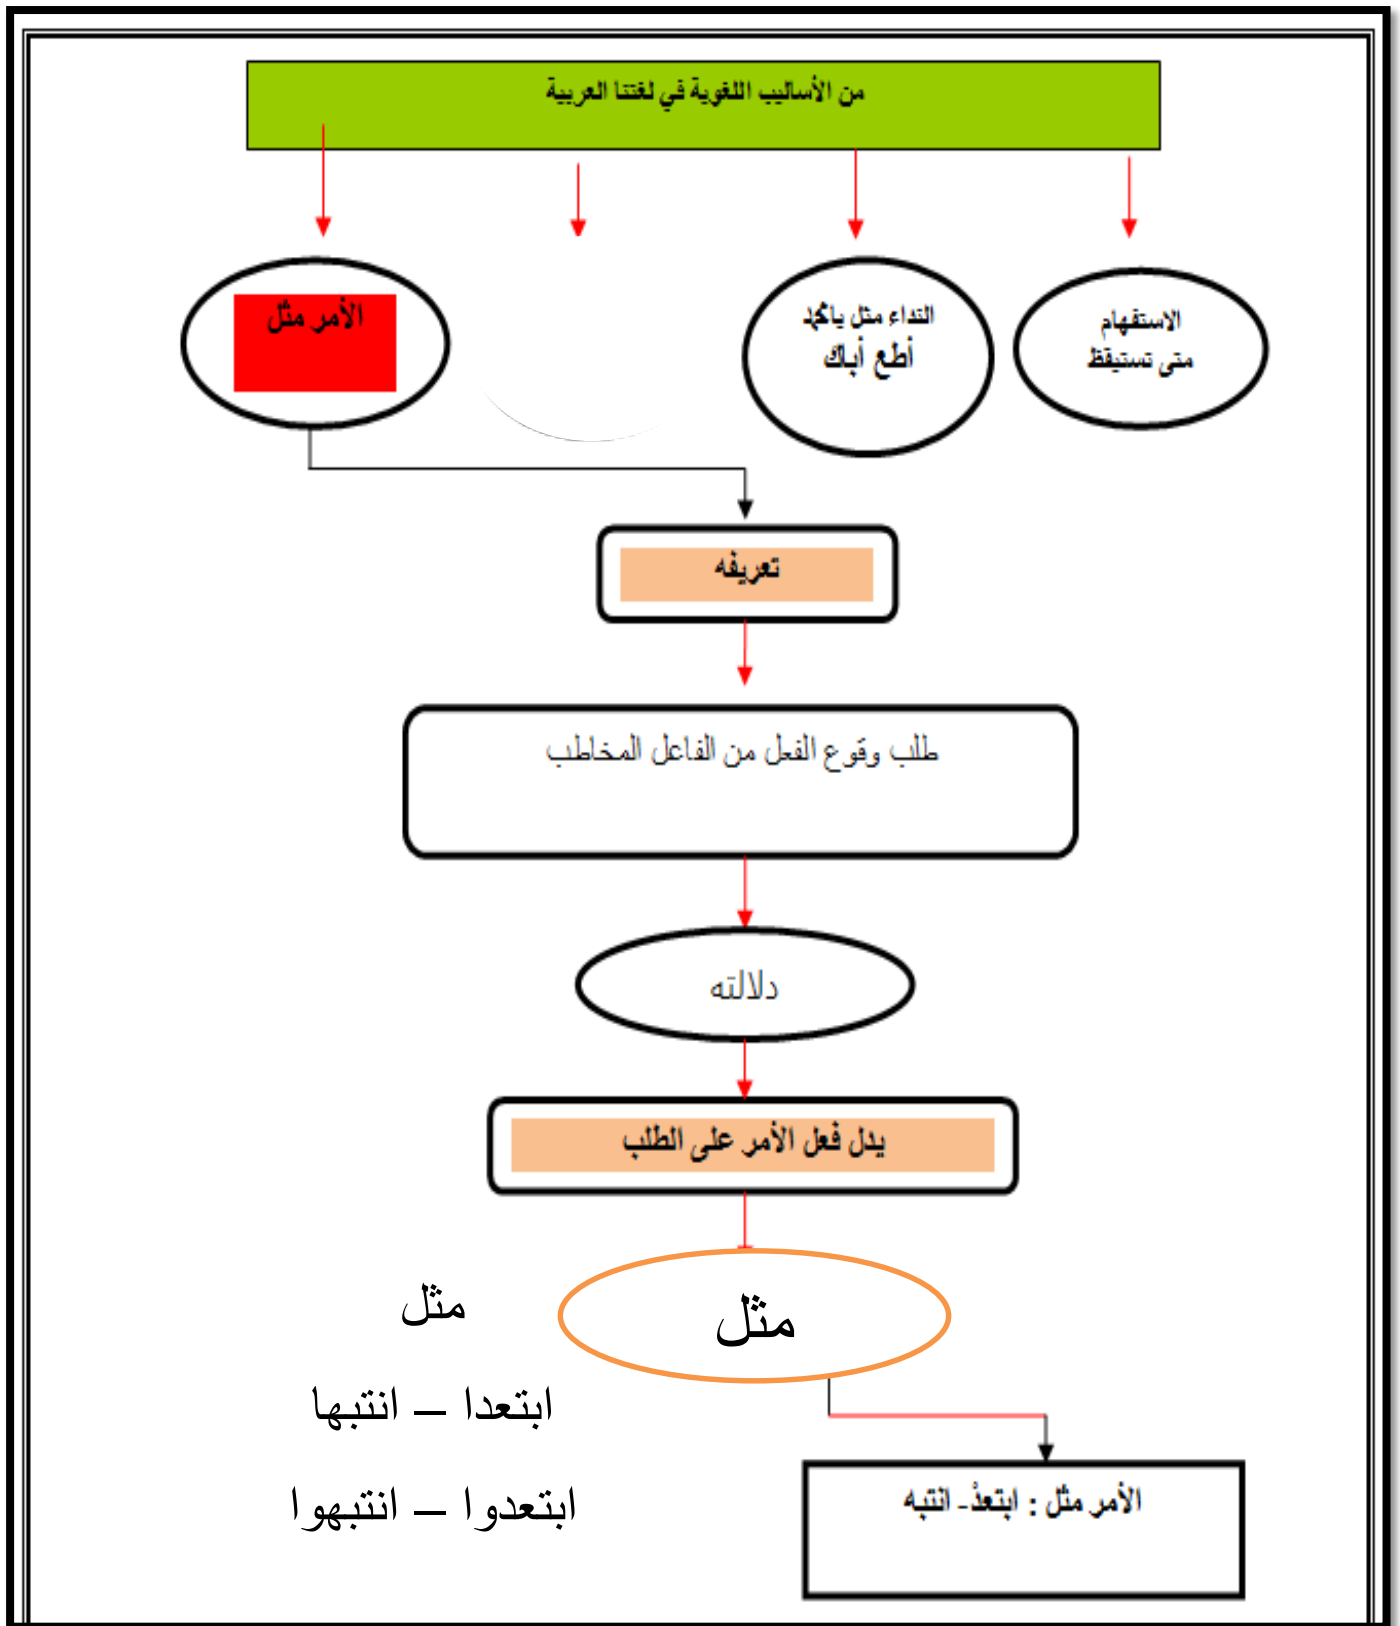 من الأساليب اللغوية في لغتنا العربية
الاستفهام
متى تستيقظ
النداء مثل يافهد
أطع أباك
الأمر مثل
تعريفه
طلب وقوع الفعل من الفاعل المخاطب
دلالته
يدل فعل الأمر على الطلب
مثل
مثل
ابتعدا – انتبها
ابتعدوا – انتبهوا
الأمر مثل : ابتعدْ- انتبه